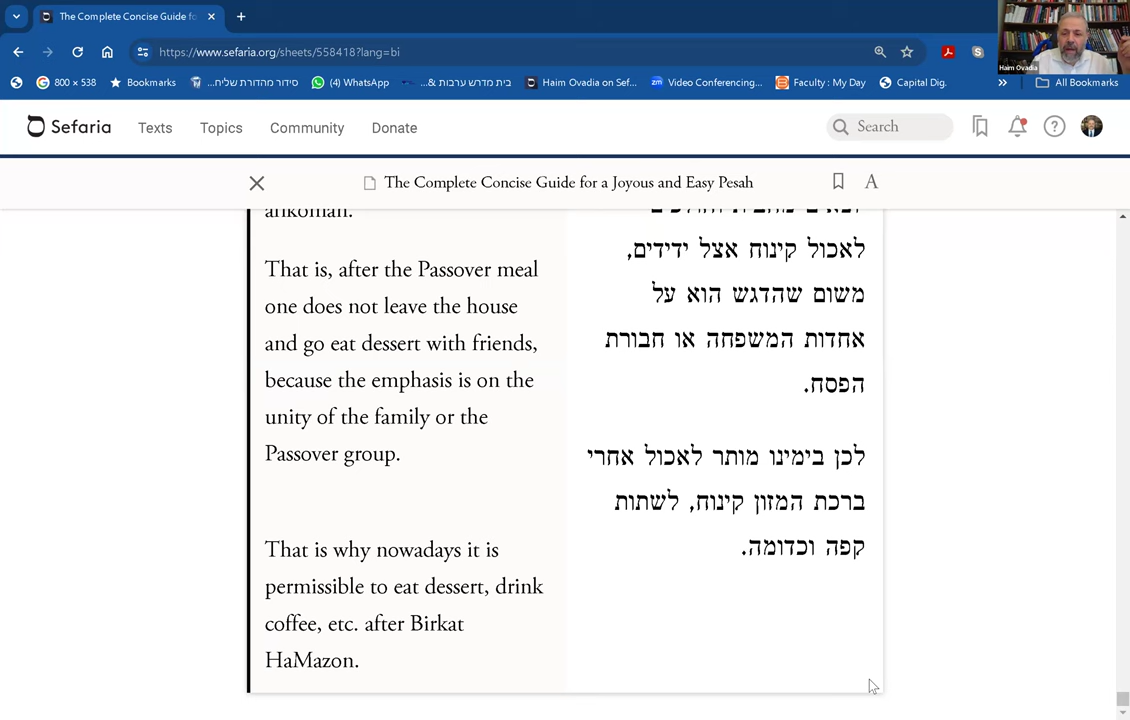 The Complete Concise Guide fo
https://www.sefaria.org/sheets/558418?lang=bi
800 × 538
Bookmarks
סידור מהדורת שליח...
(4) WhatsApp
בית מדרש ערבות &...
Haim Ovadia on Sef...
Video Conferencing...
Faculty : My Day
Capital Dig.
»
All Bookmarks
Haim Ovadia
Sefaria
Texts
Topics
Community
Donate
Search
The Complete Concise Guide for a Joyous and Easy Pesah
A
afikoman.
That is, after the Passover meal
one does not leave the house
and go eat dessert with friends,
because the emphasis is on the
unity of the family or the
Passover group.
That is why nowadays it is
permissible to eat dessert, drink
coffee, etc. after Birkat
HaMazon.
לאכול קינוח אצל ידידים,
משום שהדגש הוא על
אחדות המשפחה או חבורת
הפסח.
לכן בימינו מותר לאכול אחרי
ברכת המזון קינוח, לשתות
קפה וכדומה.